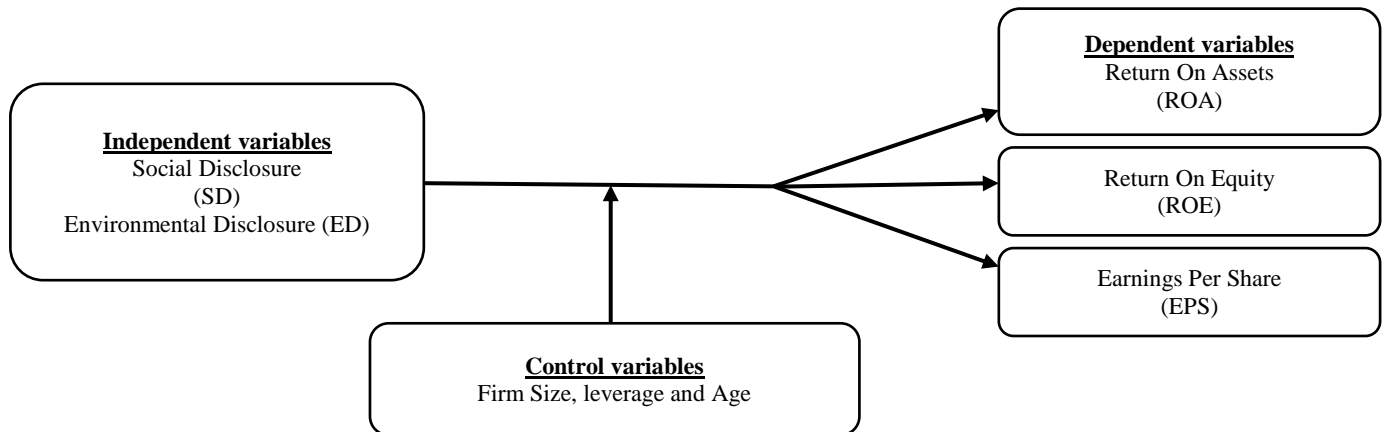 Independent variables
Social Disclosure
(SD)
Environmental Disclosure (ED)
Control variables
Firm Size, leverage and Age
Dependent variables
Return On Assets
(ROA)
Return On Equity
(ROE)
Earnings Per Share
(EPS)